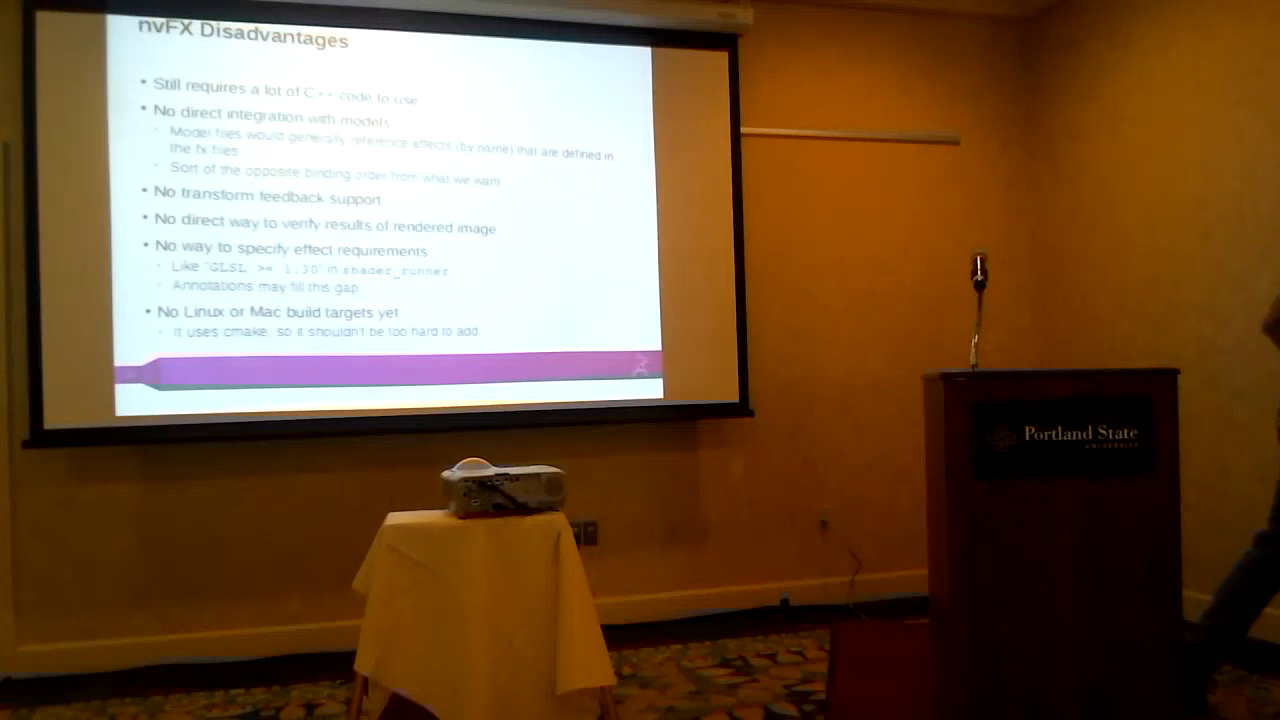 nvFX Disadvantages
• Still requires a lot of C++ code to use
• No direct integration with models
• Model files would generally reference effects (by name) that are defined in
the fx files
• Sort of the opposite binding order from what we want
• No transform feedback support
• No direct way to verify results of rendered image
• No way to specify effect requirements
• Like "GLSL >= 1.30" in shader_runner
• Annotations may fill this gap
• No Linux or Mac build targets yet
• It uses cmake so it shouldn't be too hard to add
Portland State
UNIVERSITY